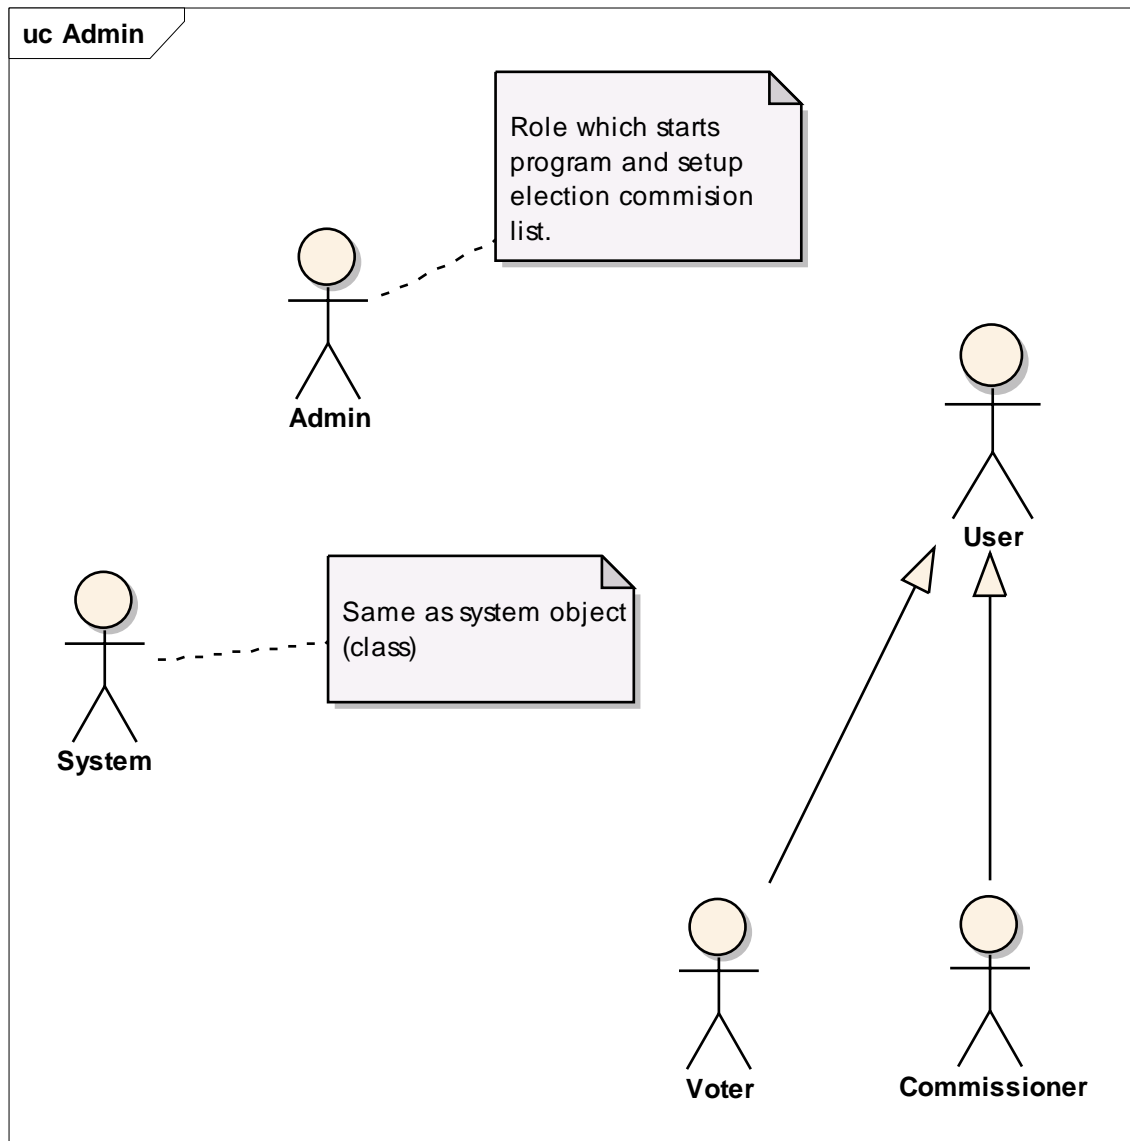 uc Admin
Role which starts
program and setup
election commision
list.
Admin
User
Same as system object
(class)
System
Voter
Commissioner